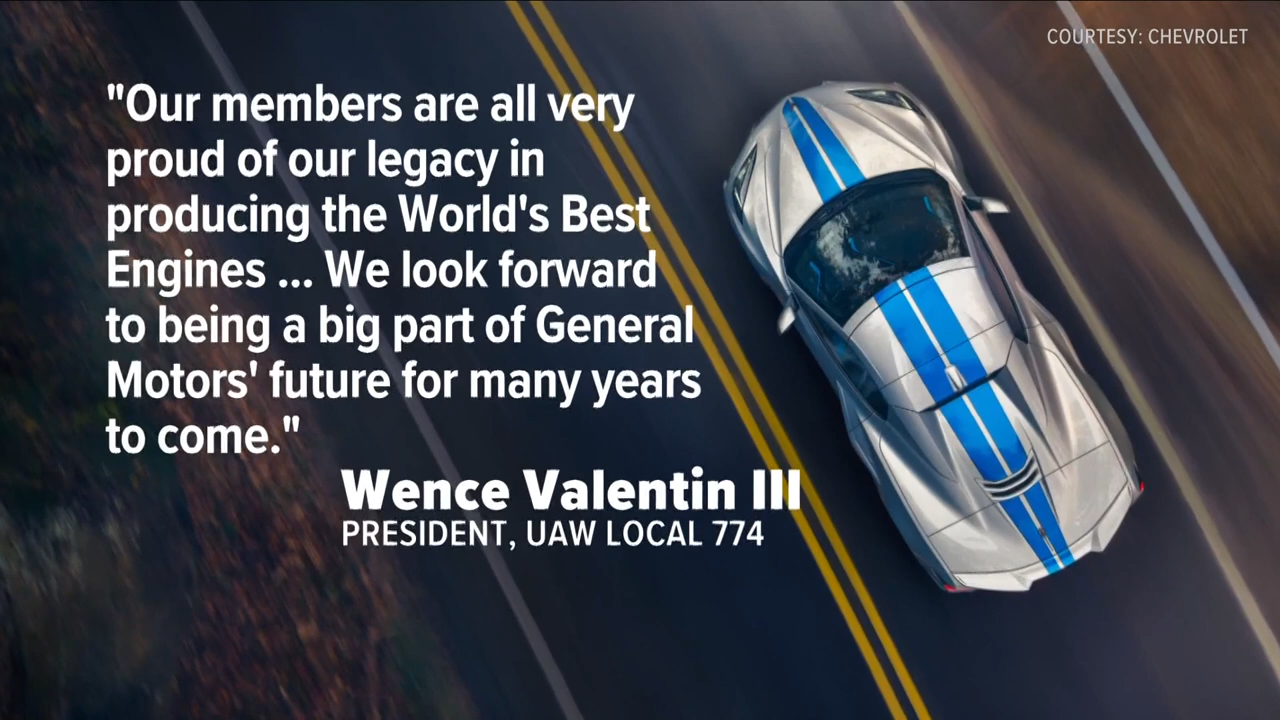 COURTESY: CHEVROLET
"Our members are all very
proud of our legacy in
producing the World's Best
Engines ... We look forward
to being a big part of General
Motors' future for many years
to come."
Wence Valentin III
PRESIDENT, UAW LOCAL 774